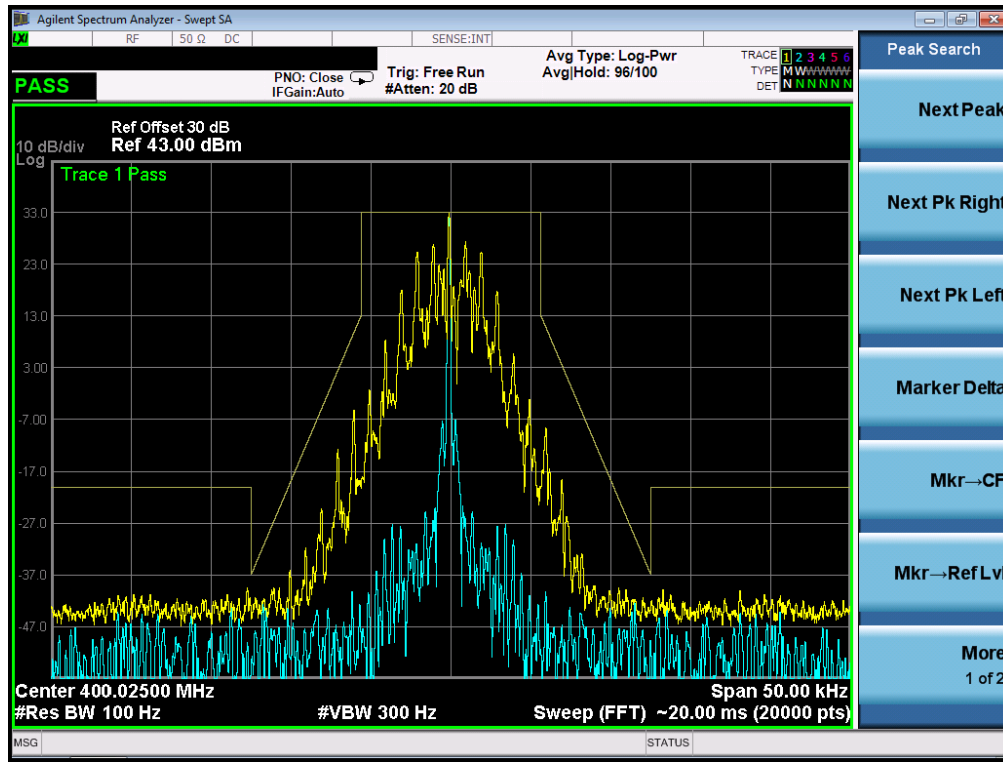 Agilent Spectrum Analyzer - Swept SA
LXI
RF
50 Ω
DC
SENSE:INT
PASS
PNO: Close
IFGain:Auto
Trig: Free Run
#Atten: 20 dB
Avg Type: Log-Pwr
Avg|Hold: 96/100
TRACE 1 2 3 4 5 6
TYPE M W W W W W
DET N N N N N N
Ref Offset 30 dB
10 dB/div Ref 43.00 dBm
Log
Trace 1 Pass
33.0
23.0
13.0
3.00
-7.00
-17.0
-27.0
-37.0
-47.0
Center 400.02500 MHz
Span 50.00 kHz
#Res BW 100 Hz
#VBW 300 Hz
Sweep (FFT) ~20.00 ms (20000 pts)
MSG
STATUS
Peak Search
Next Peak
Next Pk Right
Next Pk Left
Marker Delta
Mkr→CF
Mkr→Ref Lvl
More
1 of 2